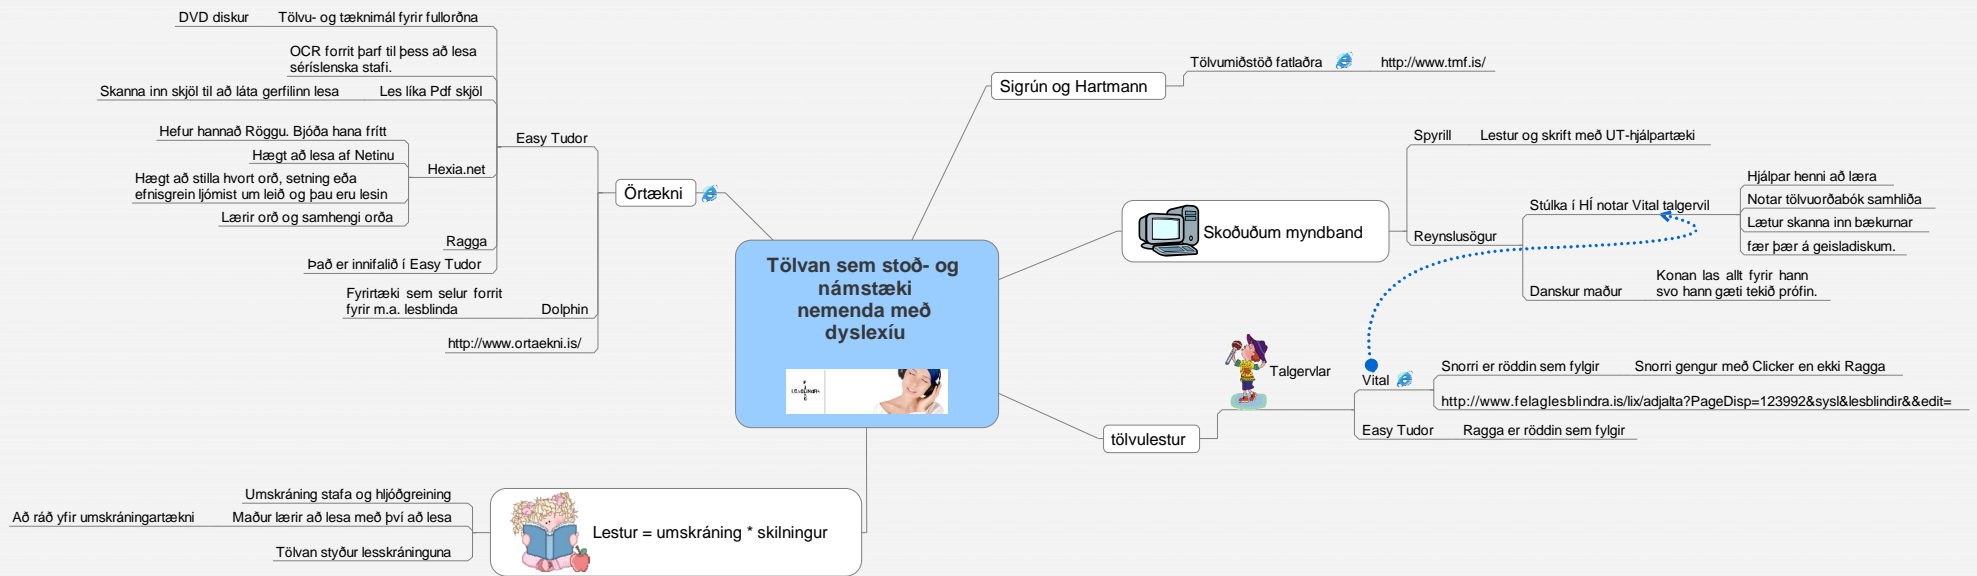 Tölvan sem stoð- og
námstæki
nemenda með
dyslexíu
Örtækni
Easy Tudor
Tölvu- og tæknimál fyrir fullorðna
DVD diskur
OCR forrit þarf til þess að lesa
séríslenska stafi.
Les líka Pdf skjöl
Skanna inn skjöl til að láta gerfilinn lesa
Hexia.net
Hefur hannað Röggu. Bjóða hana frítt
Hægt að lesa af Netinu
Hægt að stilla hvort orð, setning eða
efnisgrein ljómist um leið og þau eru lesin
Lærir orð og samhengi orða
Ragga
Það er innifalið í Easy Tudor
Dolphin
Fyrirtæki sem selur forrit
fyrir m.a. lesblinda
http://www.ortaekni.is/
Sigrún og Hartmann
Tölvumiðstöð fatlaðra
http://www.tmf.is/
Skoðuðum myndband
Spyrill
Lestur og skrift með UT-hjálpartæki
Reynslusögur
Stúlka í HÍ notar Vital talgervil
Hjálpar henni að læra
Notar tölvuorðabók samhliða
Lætur skanna inn bækurnar
fær þær á geisladiskum.
Danskur maður
Konan las allt fyrir hann
svo hann gæti tekið prófin.
tölvulestur
Talgervlar
Vital
Snorri er röddin sem fylgir
Snorri gengur með Clicker en ekki Ragga
http://www.felaglesblindra.is/lix/adjalta?PageDisp=123992&sysl&lesblindir&&edit=
Easy Tudor
Ragga er röddin sem fylgir
Lestur = umskráning * skilningur
Umskráning stafa og hljóðgreining
Maður lærir að lesa með því að lesa
Að ráð yfir umskráningartækni
Tölvan styður lesskráninguna